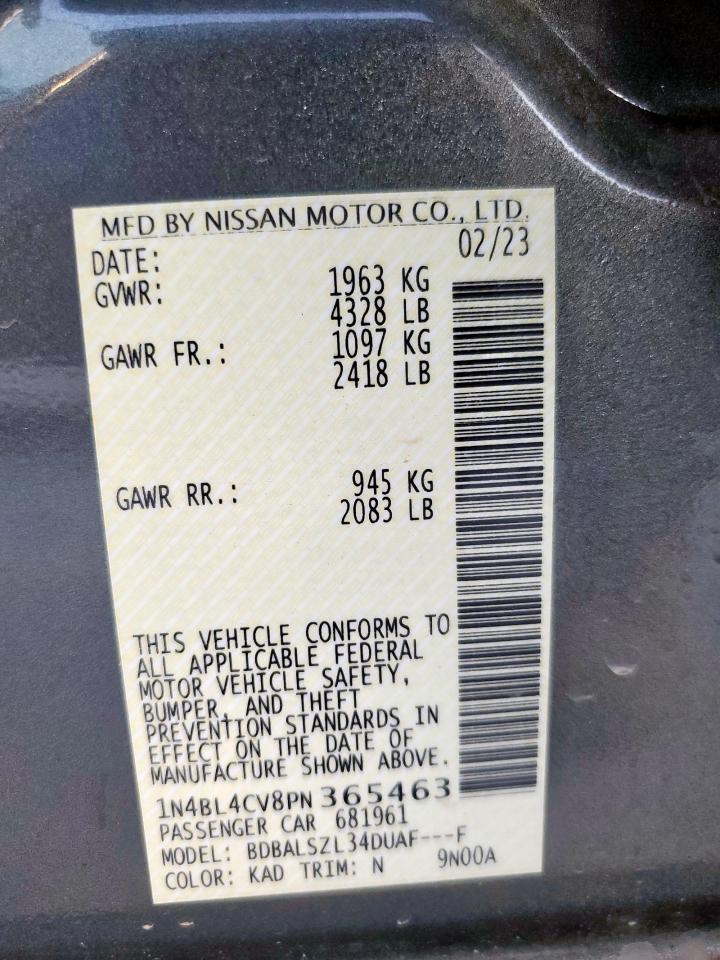 MFD BY NISSAN MOTOR CO., LTD.
DATE: 02/23
GVWR: 1963 KG
4328 LB
GAWR FR.: 1097 KG
2418 LB
GAWR RR.: 945 KG
2083 LB
THIS VEHICLE CONFORMS TO
ALL APPLICABLE FEDERAL
MOTOR VEHICLE SAFETY,
BUMPER, AND THEFT
PREVENTION STANDARDS IN
EFFECT ON THE DATE OF
MANUFACTURE SHOWN ABOVE.
1N4BL4CV8PN 365463
PASSENGER CAR 681961
MODEL: BDBALSZL34DUAF---F
COLOR: KAD TRIM: N 9N00A